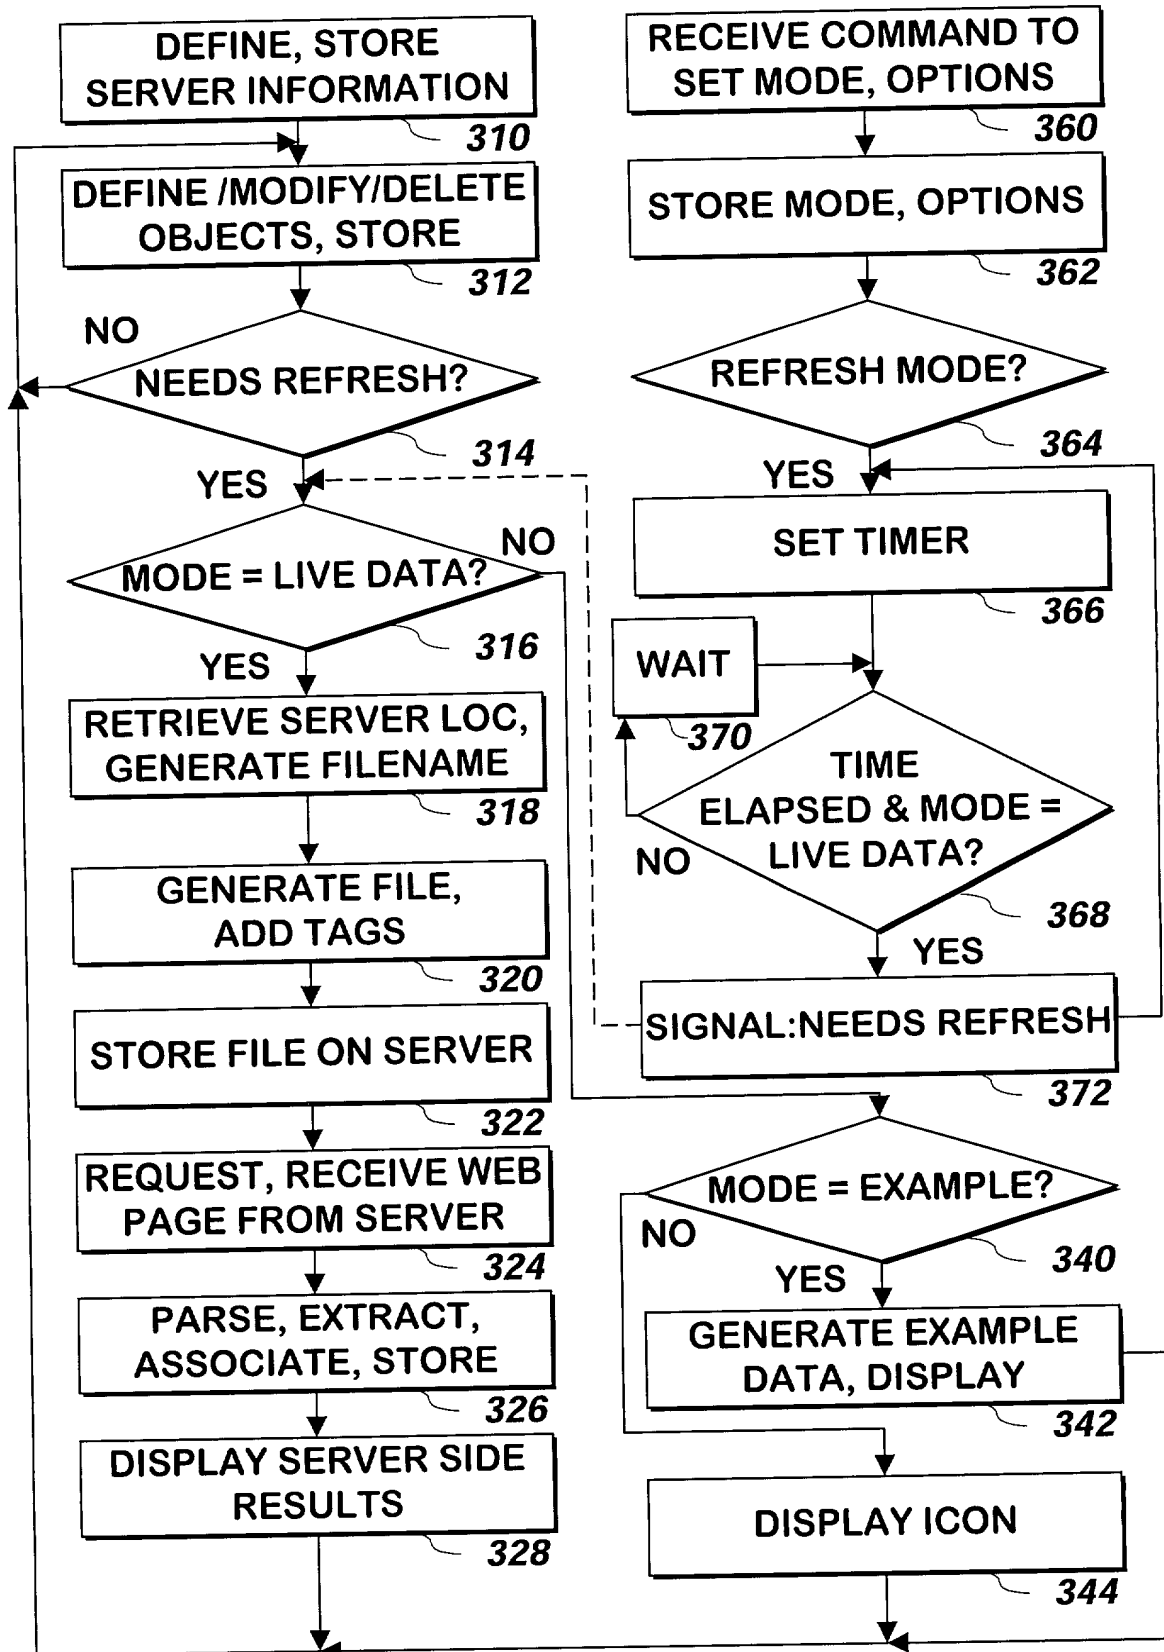 DEFINE, STORE
SERVER INFORMATION
310
DEFINE /MODIFY/DELETE
OBJECTS, STORE
312
NO
NEEDS REFRESH?
314
YES
NO
MODE = LIVE DATA?
316
YES
RETRIEVE SERVER LOC,
GENERATE FILENAME
318
GENERATE FILE,
ADD TAGS
320
STORE FILE ON SERVER
322
REQUEST, RECEIVE WEB
PAGE FROM SERVER
324
PARSE, EXTRACT,
ASSOCIATE, STORE
326
DISPLAY SERVER SIDE
RESULTS
328
RECEIVE COMMAND TO
SET MODE, OPTIONS
360
STORE MODE, OPTIONS
362
REFRESH MODE?
364
YES
SET TIMER
366
WAIT
370
TIME
ELAPSED & MODE =
LIVE DATA?
NO
368
YES
SIGNAL:NEEDS REFRESH
372
MODE = EXAMPLE?
NO
340
YES
GENERATE EXAMPLE
DATA, DISPLAY
342
DISPLAY ICON
344